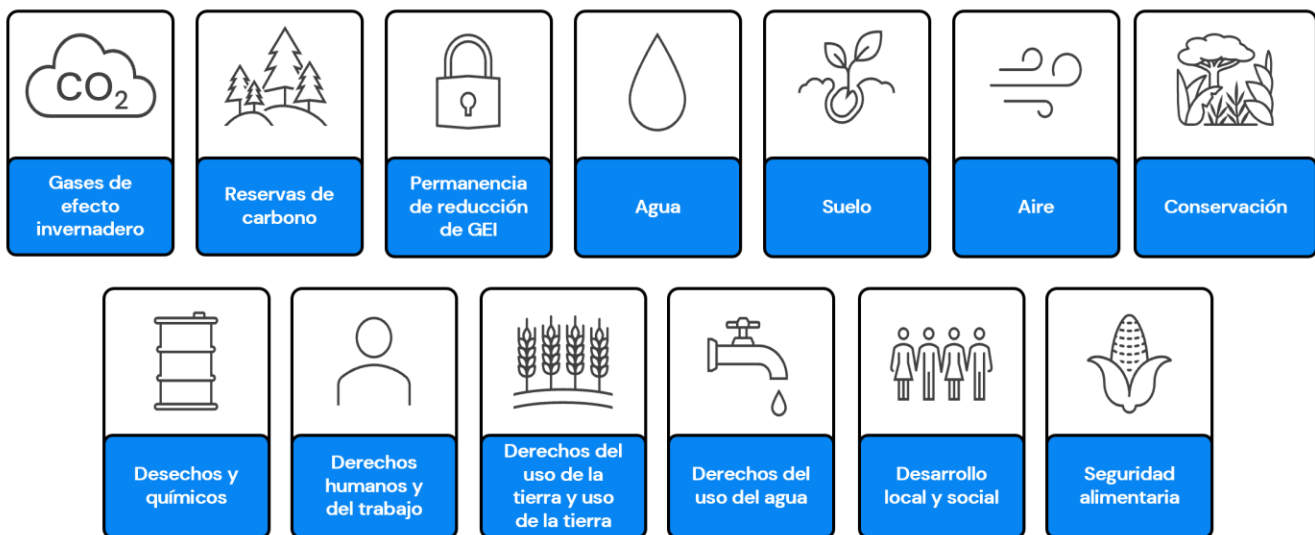 CO₂
Gases de
efecto
invernadero
Reservas de
carbono
Permanencia
de reducción
de GEI
Agua
Suelo
Aire
Conservación
Desechos y
químicos
Derechos
humanos y
del trabajo
Derechos del
uso de la
tierra y uso
de la tierra
Derechos del
uso del agua
Desarrollo
local y social
Seguridad
alimentaria